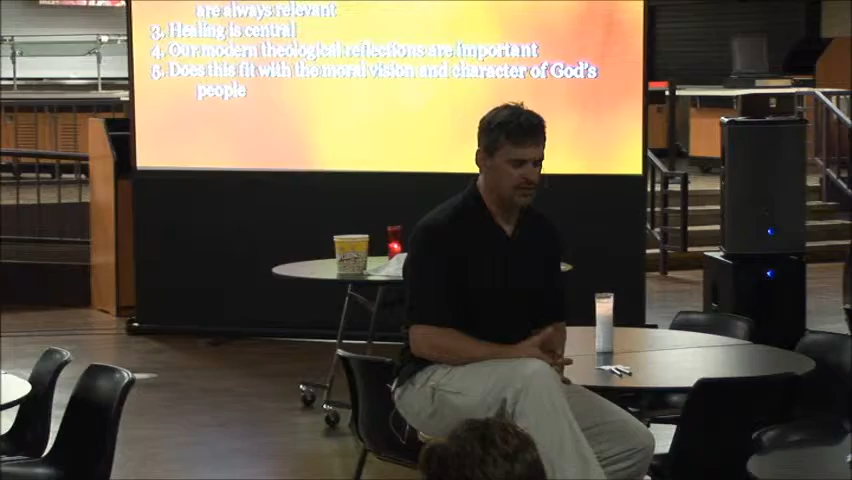 are always relevant
3. Healing is central
4. Our modern theological reflections are important
5. Does this fit with the moral vision and character of God's
people